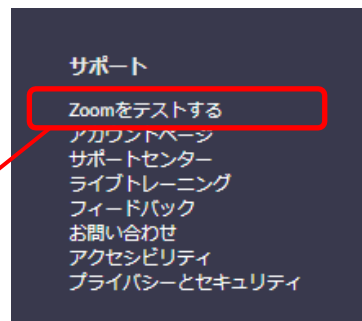 サポート
Zoomをテストする
アカウントページ
サポートセンター
ライブトレーニング
フィードバック
お問い合わせ
アクセシビリティ
プライバシーとセキュリティ